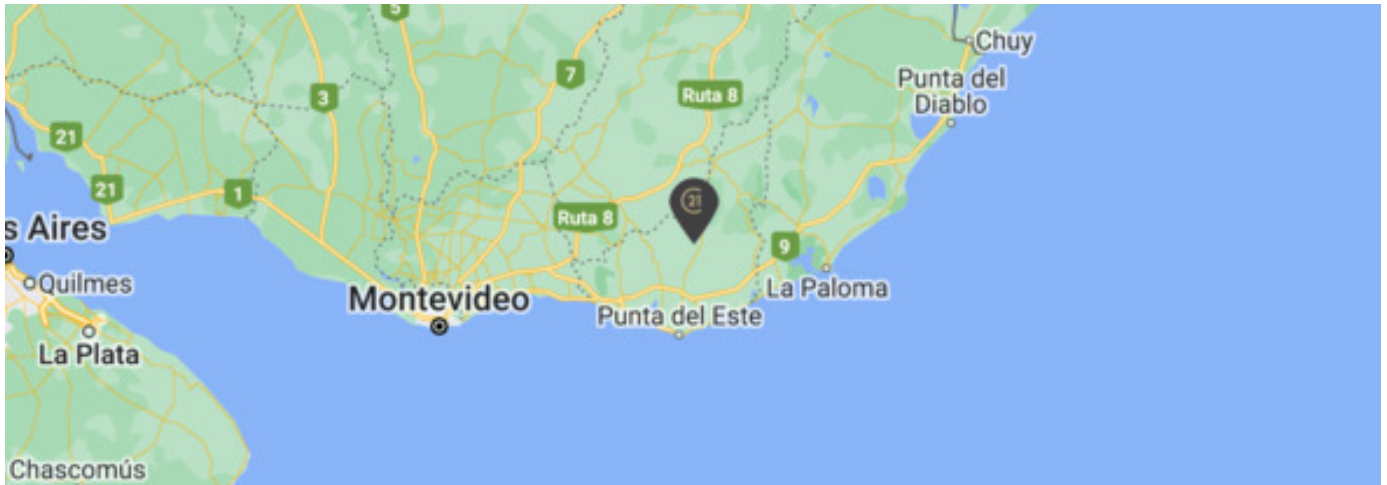 5
Chuy
7
Punta del
Diablo
3
Ruta 8
21
21
1
21
Ruta 8
s Aires
9
Quilmes
La Paloma
Montevideo
Punta del Este
La Plata
Chascomús